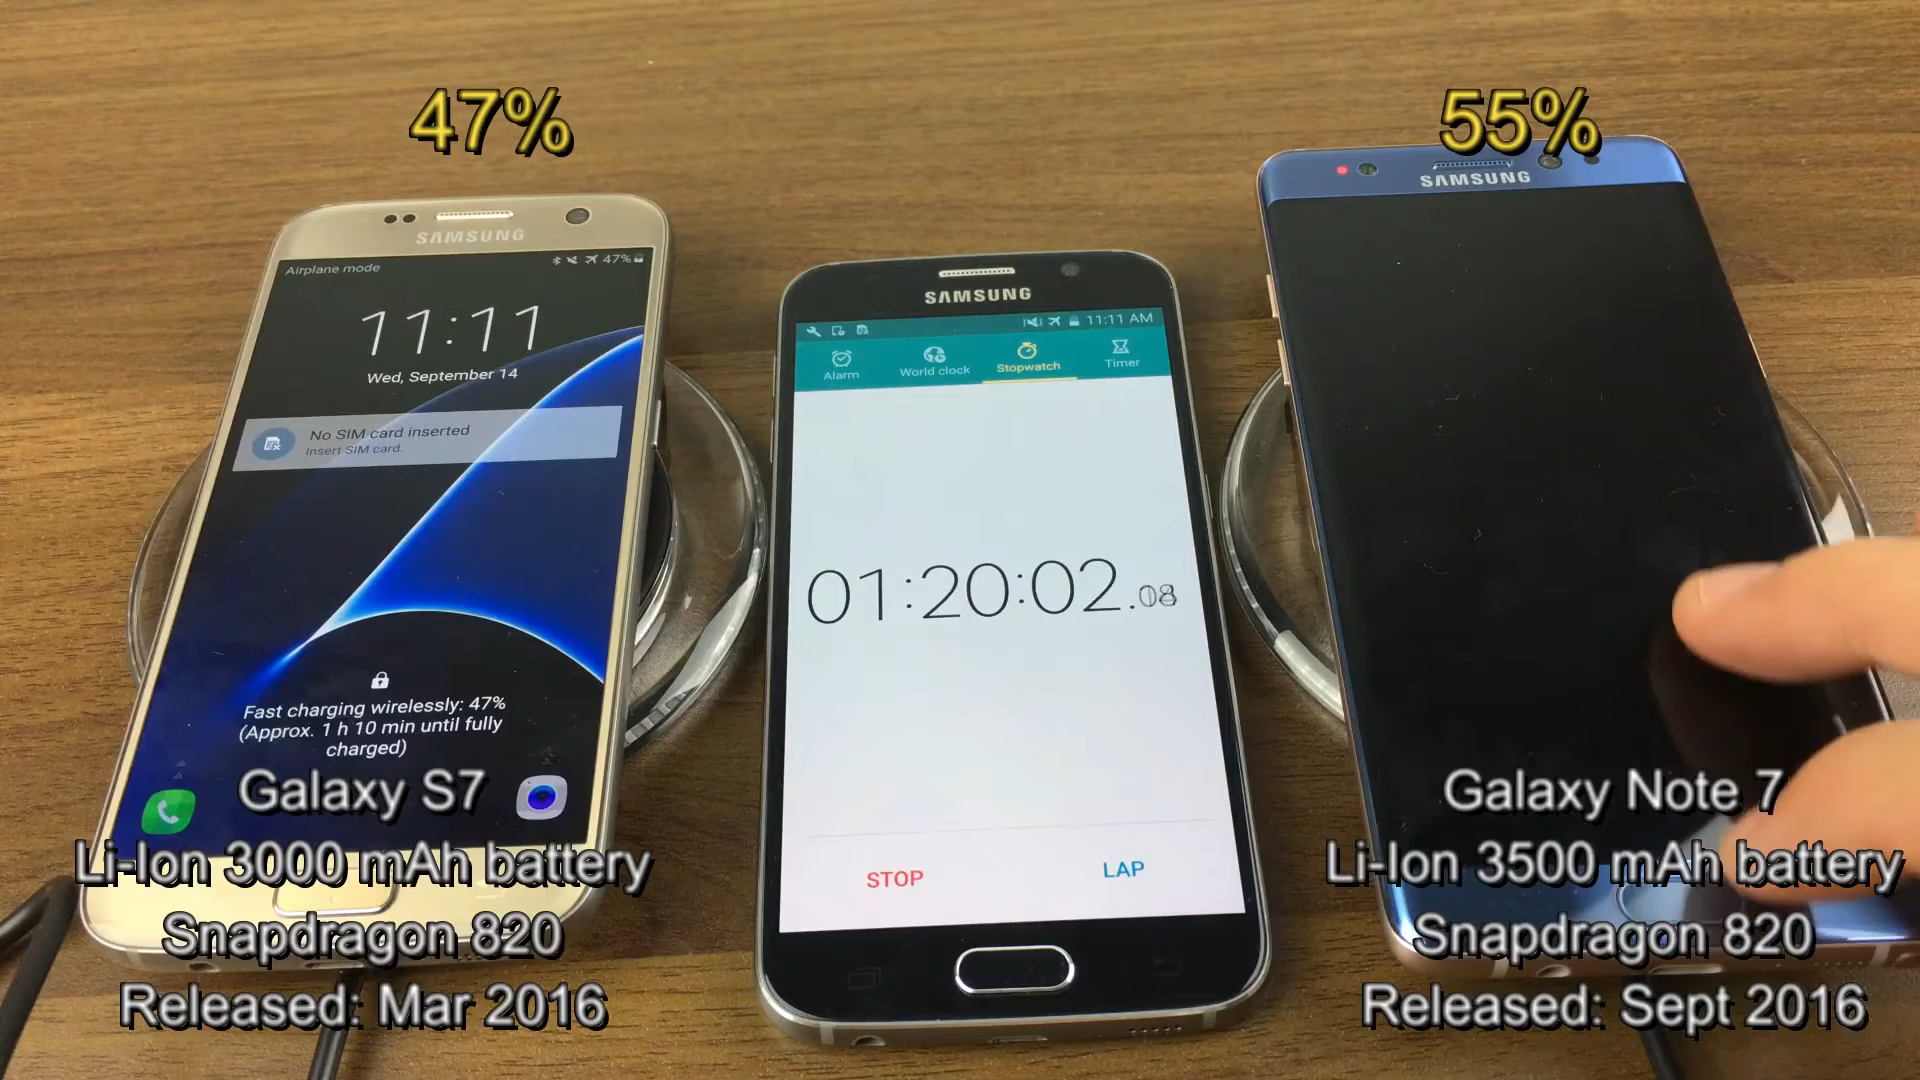 47%
55%
SAMSUNG
Airplane mode
47%
11:11
Wed, September 14
No SIM card inserted
Insert SIM card.
Fast charging wirelessly: 47%
(Approx. 1 h 10 min until fully
charged)
Galaxy S7
Li-Ion 3000 mAh battery
Snapdragon 820
Released: Mar 2016
SAMSUNG
11:11 AM
Alarm
World clock
Stopwatch
Timer
01:20:02
STOP
LAP
SAMSUNG
Galaxy Note 7
Li-Ion 3500 mAh battery
Snapdragon 820
Released: Sept 2016